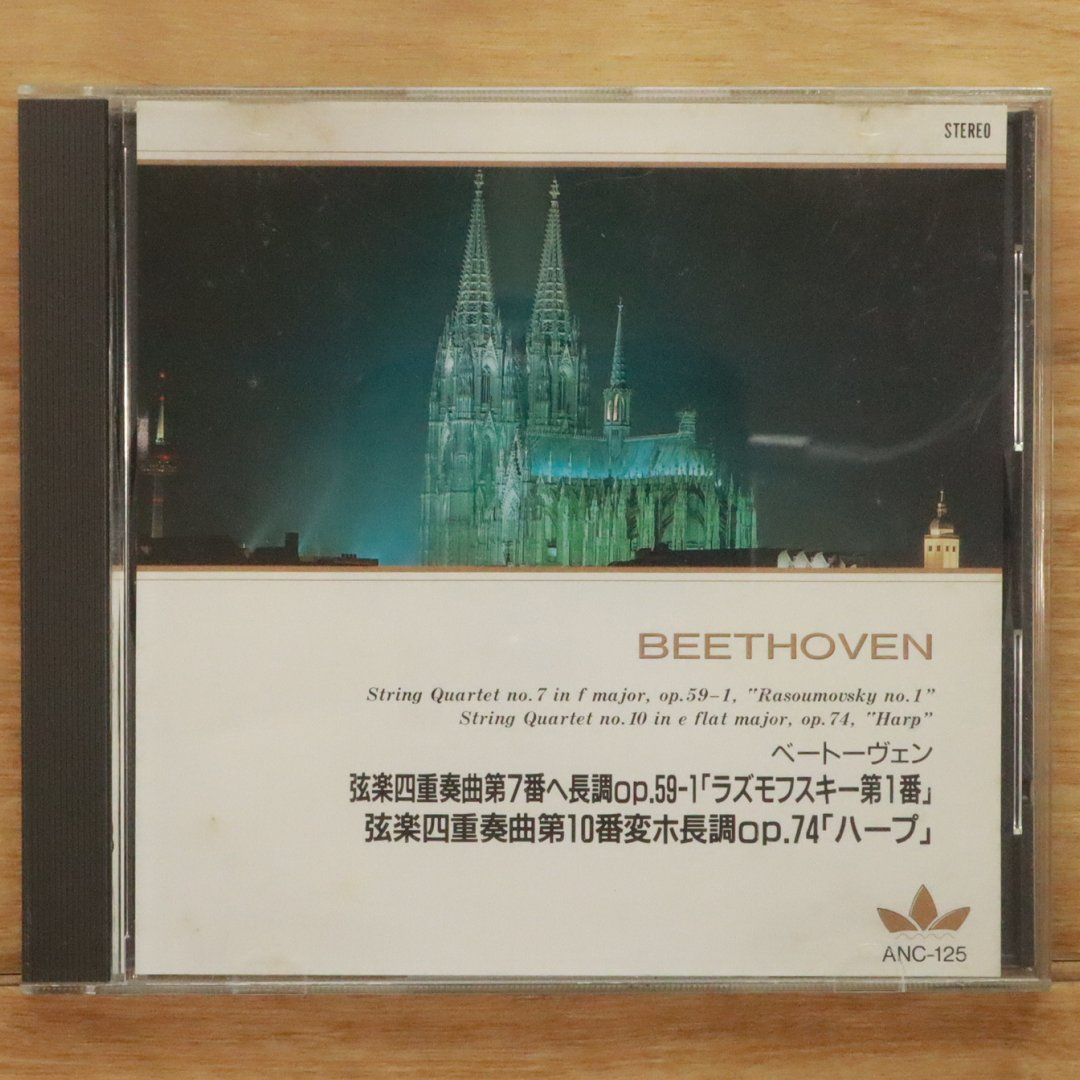 STEREO
BEETHOVEN
String Quartet no.7 in f major, op.59-1, "Rasoumovsky no.1"
String Quartet no.10 in e flat major, op.74, "Harp"
ベートーヴェン
弦楽四重奏曲第7番ヘ長調op.59-1「ラズモフスキー第1番」
弦楽四重奏曲第10番変ホ長調op.74「ハープ」
ANC-125